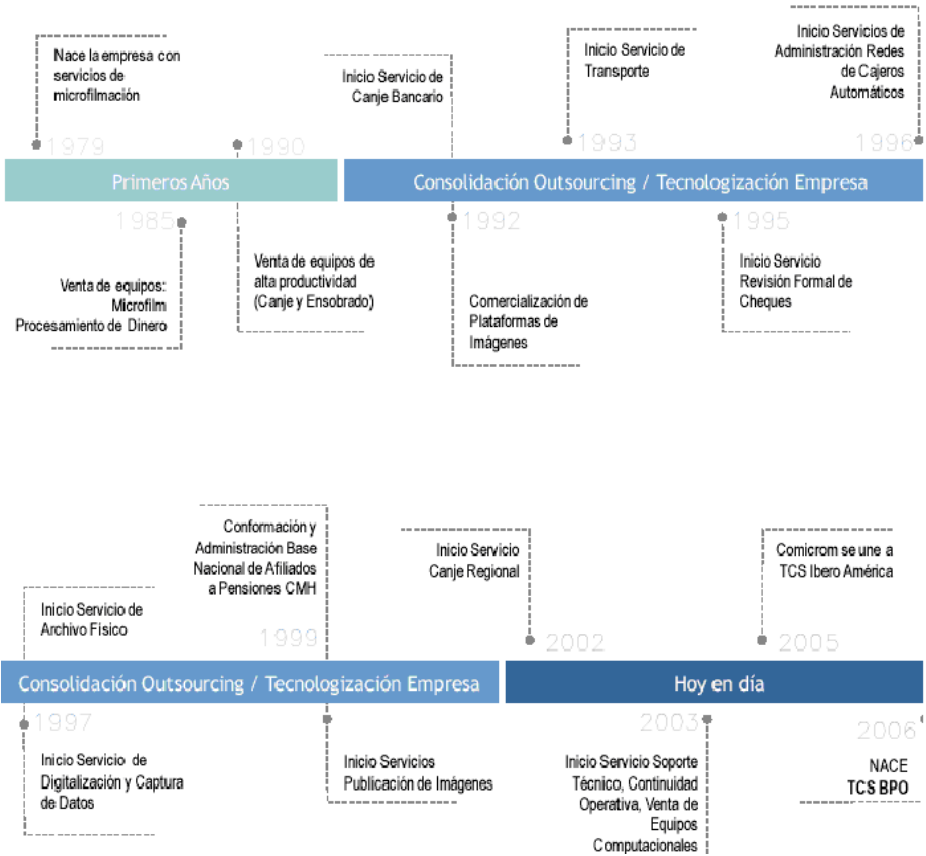 Nace la empresa con
servicios de
microfilmación
1979
Inicio Servicio de
Canje Bancario
1990
Inicio Servicio de
Transporte
1993
Inicio Servicios de
Administración Redes
de Cajeros
Automáticos
1996
Primeros Años
Consolidación Outsourcing / Tecnologización Empresa
1985
Venta de equipos:
Microfilm
Procesamiento de Dinero
Venta de equipos de
alta productividad
(Canje y Ensobrado)
1992
Comercialización de
Plataformas de
Imágenes
1995
Inicio Servicio
Revisión Formal de
Cheques
Inicio Servicio de
Archivo Fisico
Conformación y
Administración Base
Nacional de Afiliados
a Pensiones CMH
1999
Inicio Servicio
Canje Regional
2002
Comicrom se une a
TCS Ibero América
2005
Consolidación Outsourcing / Tecnologización Empresa
Hoy en día
1997
Inicio Servicio de
Digitalización y Captura
de Datos
Inicio Servicios
Publicación de Imágenes
2003
Inicio Servicio Soporte
Técnico, Continuidad
Operativa, Venta de
Equipos
Computacionales
2006
NACE
TCS BPO